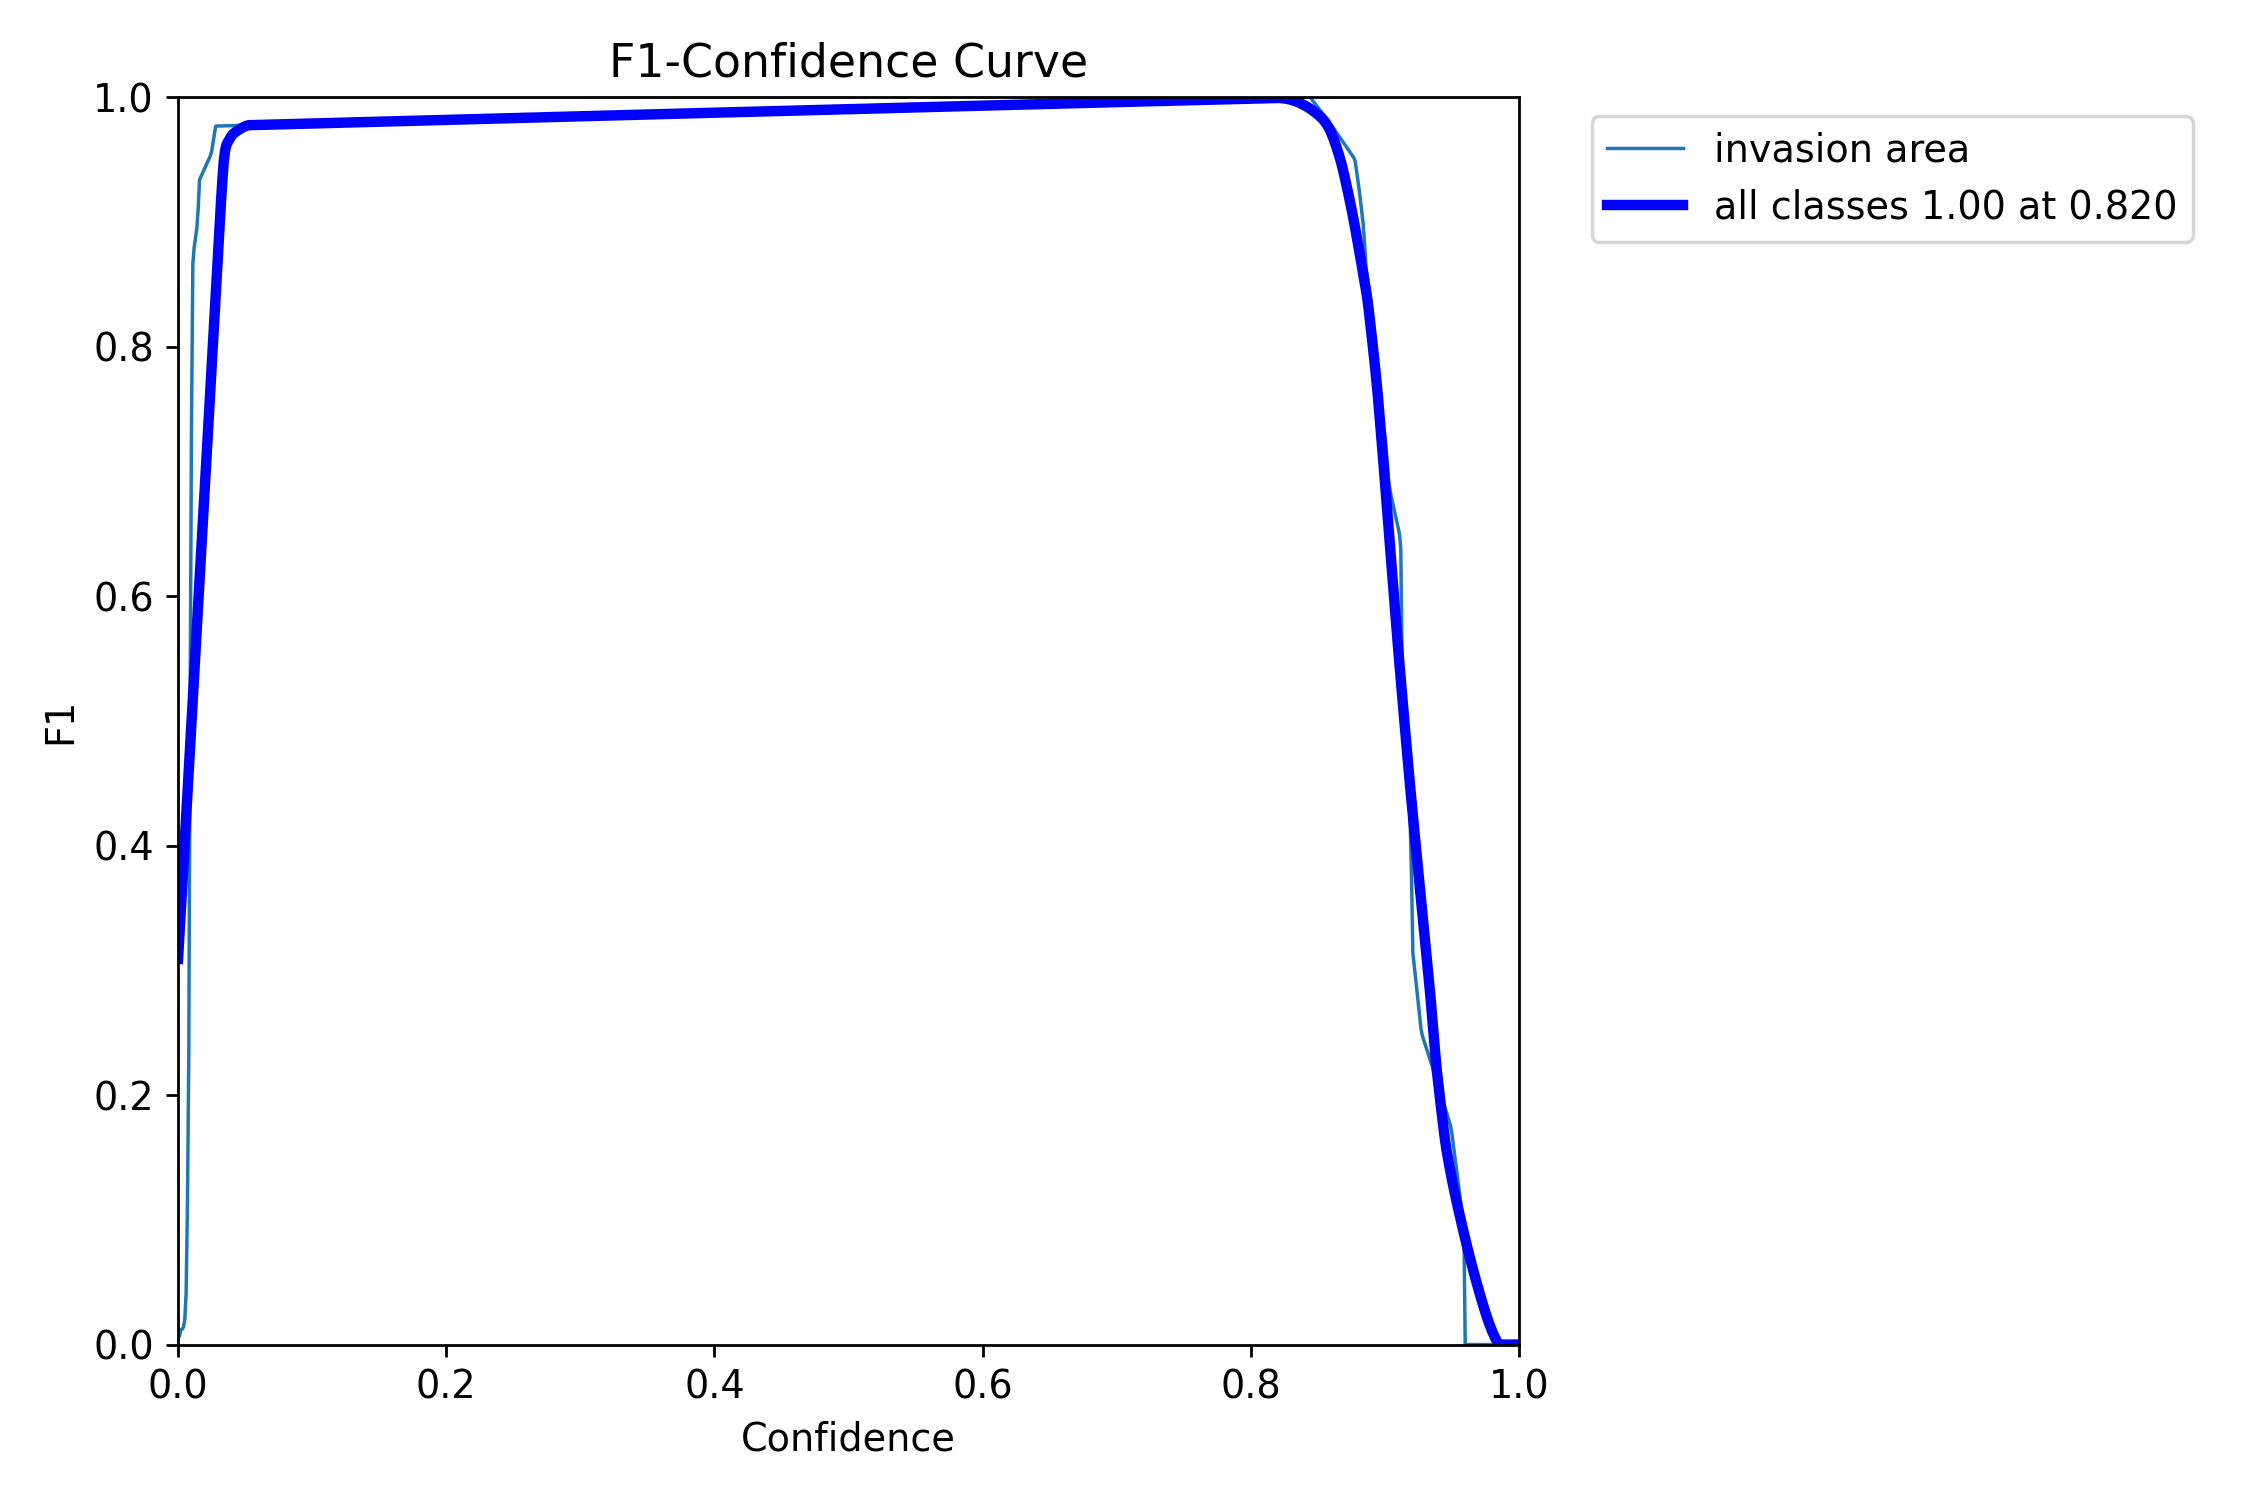 F1-Confidence Curve
1.0
0.8
0.6
0.4
0.2
0.0
F1
0.0 0.2 0.4 0.6 0.8 1.0
Confidence
invasion area
all classes 1.00 at 0.820